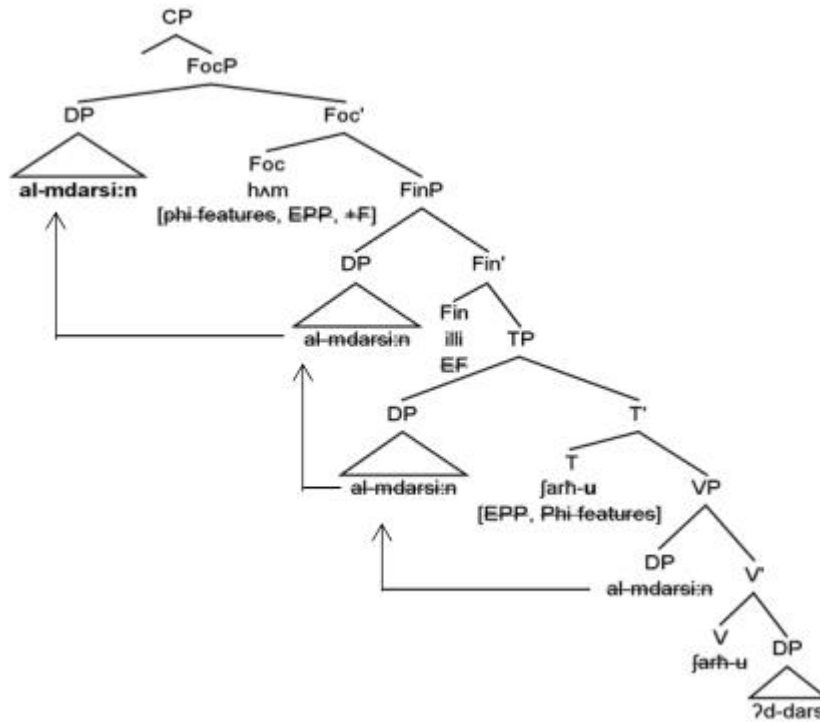 CP
FocP
DP Foc'
al-mdarsi:n
Foc
hʌm
[phi features, EPP, +F]
FinP
DP Fin'
al-mdarsi:n
Fin
illi
EF
TP
DP T'
al-mdarsi:n
T
ʃarħ-u
[EPP, Phi features]
VP
DP
al-mdarsi:n
V'
V
ʃarħ-u
DP
ʔd-dars